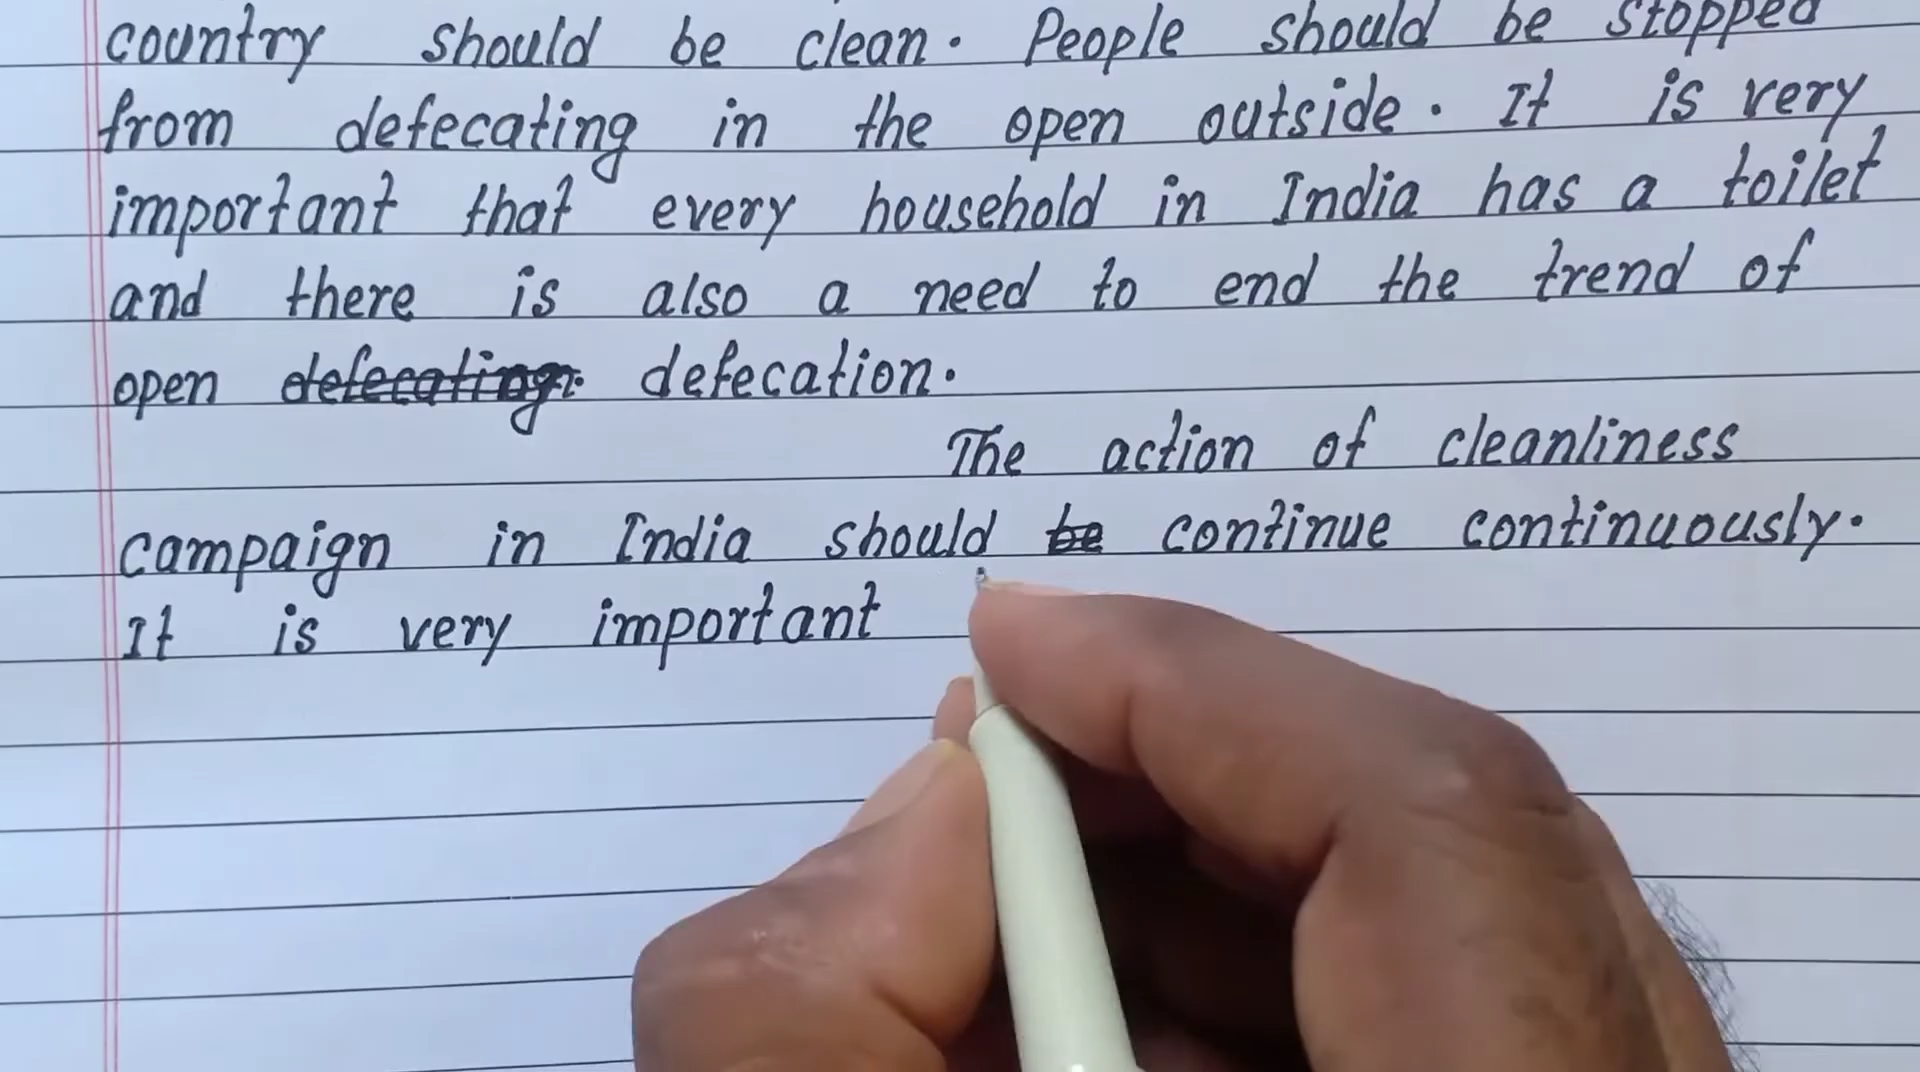 country should be clean. People should be stopped
from defecating in the open outside. It is very
important that every household in India has a toilet
and there is also a need to end the trend of
open defecating. defecation.
The action of cleanliness
campaign in India should be continue continuously.
It is very important